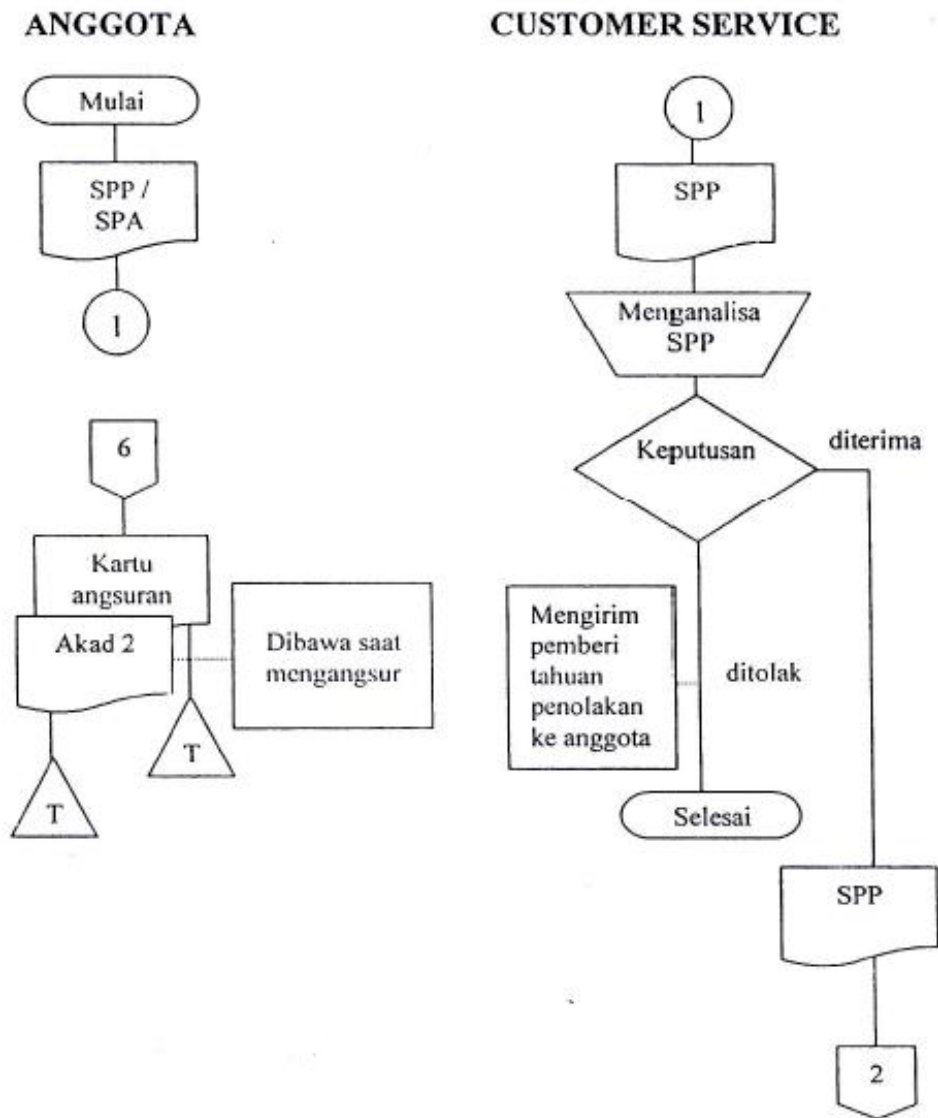 ANGGOTA
Mulai
SPP /
SPA
1
6
Kartu
angsuran
Akad 2
Dibawa saat
mengangsur
T
T
CUSTOMER SERVICE
1
SPP
Menganalisa
SPP
Keputusan
diterima
Mengirim
pemberi
tahuan
penolakan
ke anggota
ditolak
Selesai
SPP
2